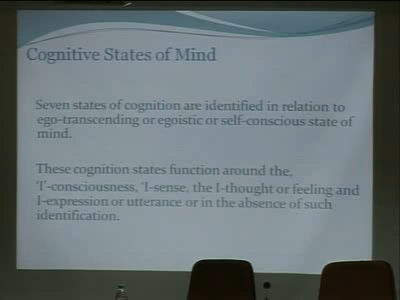 Cognitive States of Mind
Seven states of cognition are identified in relation to
ego-transcending or egoistic or self-conscious state of
mind.
These cognition states function around the,
'I'-consciousness, 'I-sense, the I-thought or feeling and
I-expression or utterance or in the absence of such
identification.